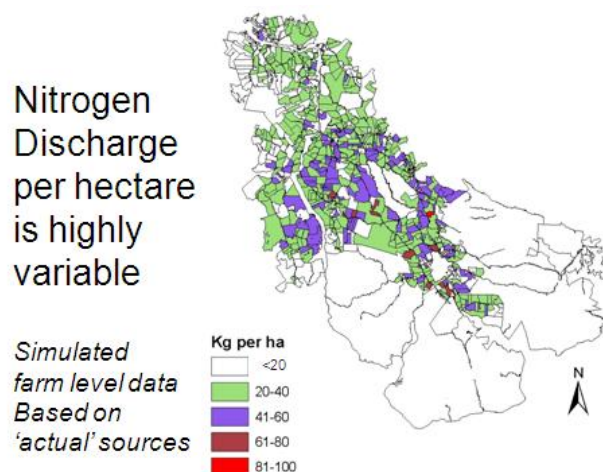 Nitrogen
Discharge
per hectare
is highly
variable
Simulated
farm level data
Based on
‘actual’ sources
Kg per ha
<20
20-40
41-60
61-80
81-100
N